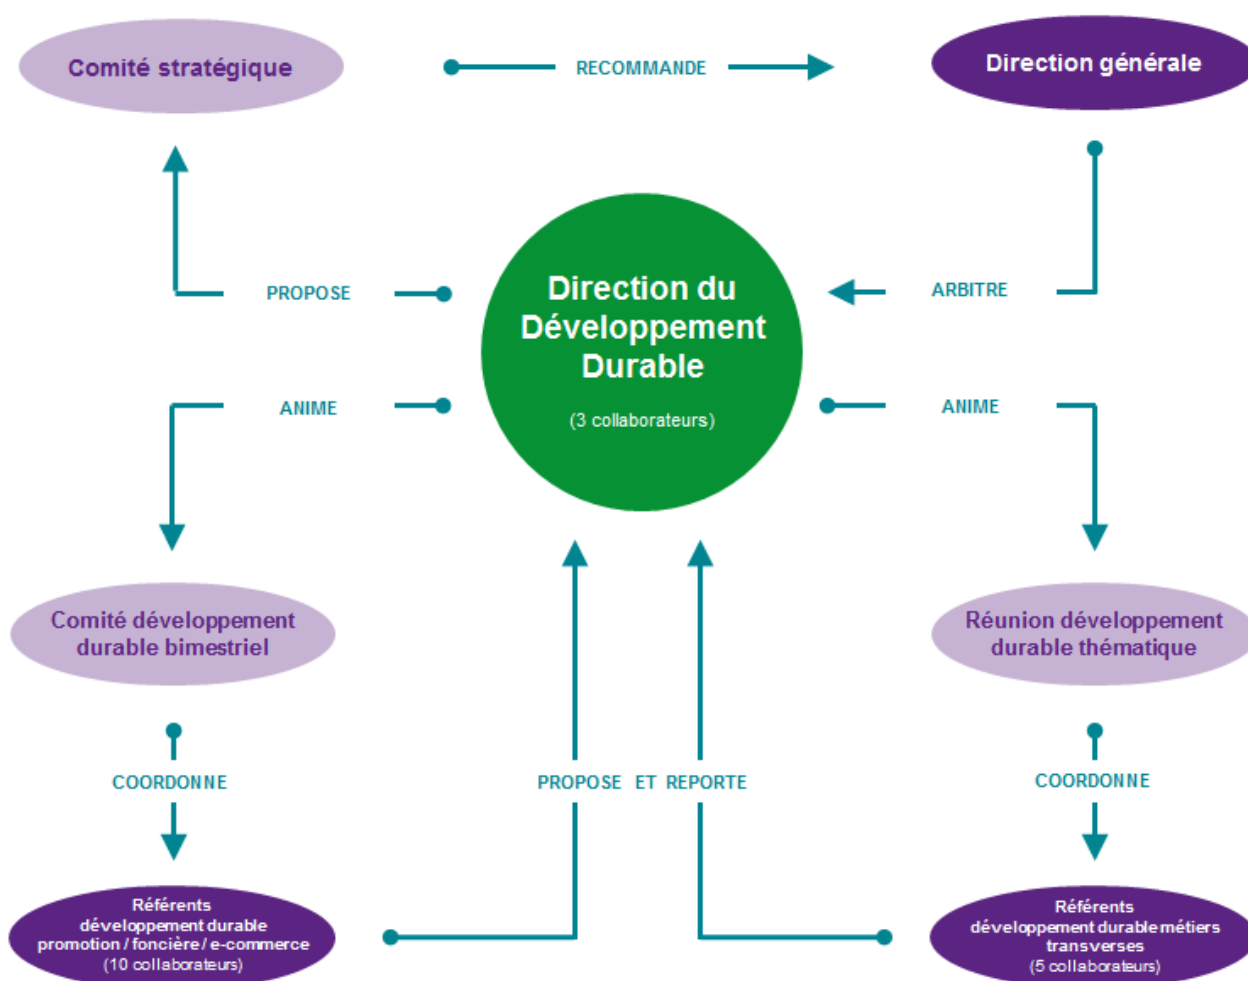 Comité stratégique
RECOMMANDE
Direction générale
PROPOSE
ARBITRE
Direction du
Développement
Durable
(3 collaborateurs)
ANIME
ANIME
Comité développement
durable bimestriel
Réunion développement
durable thématique
COORDONNE
PROPOSE ET REPORTE
COORDONNE
Référents
développement durable
promotion / foncière / e-commerce
(10 collaborateurs)
Référents
développement durable métiers
transverses
(5 collaborateurs)